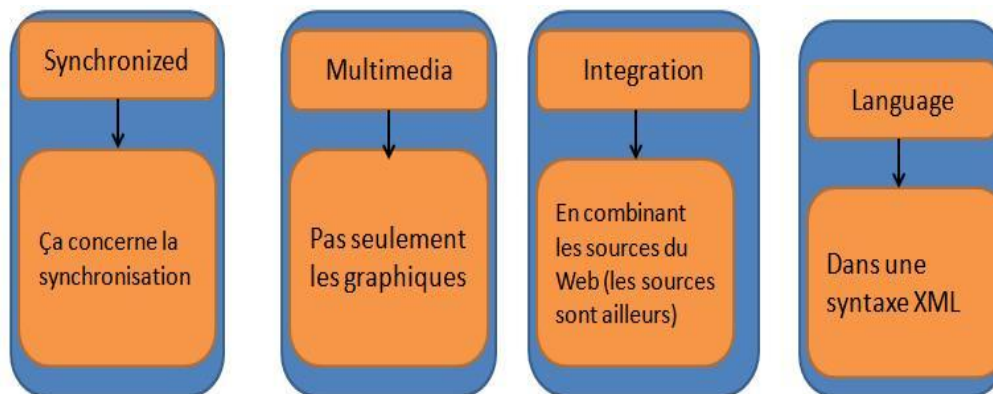 Synchronized
Ça concerne la
synchronisation
Multimedia
Pas seulement
les graphiques
Integration
En combinant
les sources du
Web (les sources
sont ailleurs)
Language
Dans une
syntaxe XML